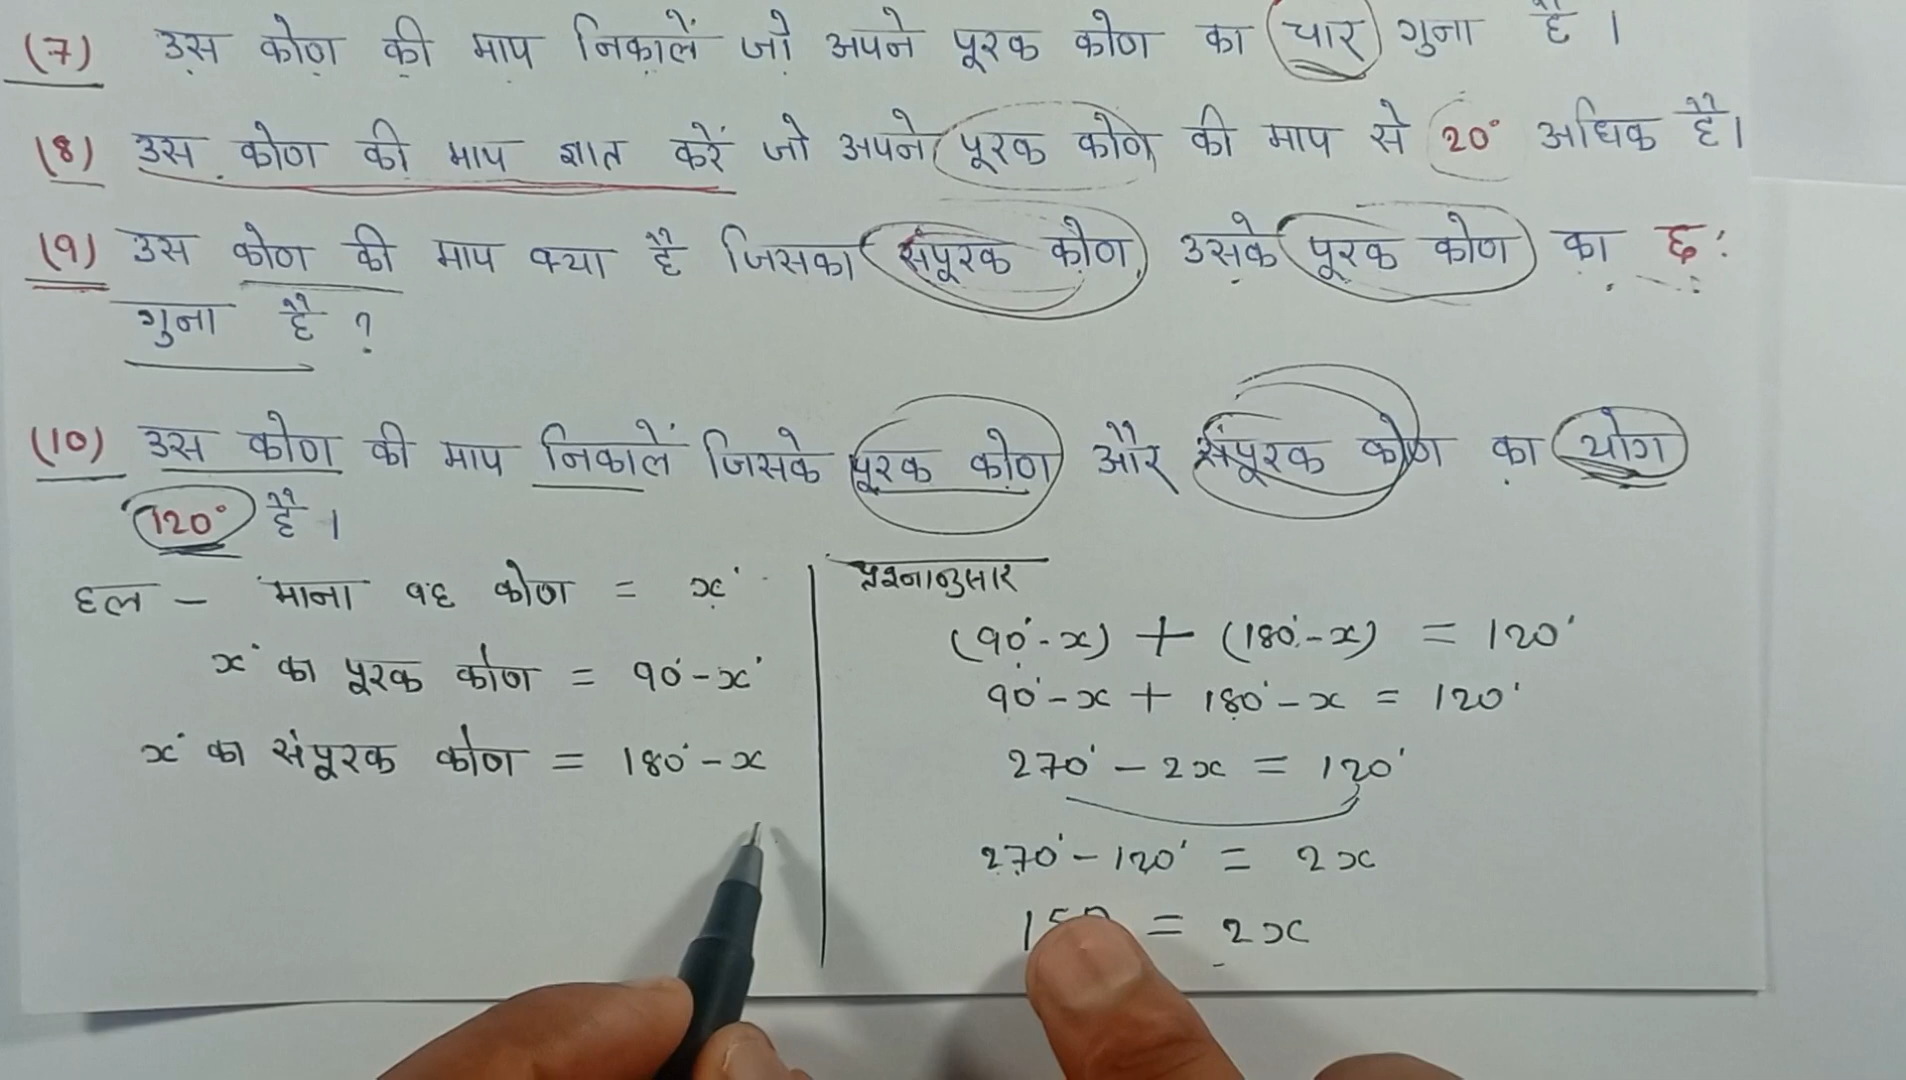 (7) उस कोण की माप निकालें जो अपने पूरक कोण का चार गुना है ।
(8) उस कोण की माप ज्ञात करें जो अपने पूरक कोण की माप से 20° अधिक है।
(9) उस कोण की माप क्या है जिसका संपूरक कोण उसके पूरक कोण का छः
गुना है ?
(10) उस कोण की माप निकालें जिसके पूरक कोण और संपूरक कोण का योग
120° है ।
हल – माना वह कोण = x°
x° का पूरक कोण = 90°-x°
x° का संपूरक कोण = 180°-x
प्रश्नानुसार
(90°-x) + (180°-x) = 120°
90°-x + 180°-x = 120°
270° - 2x = 120°
270° - 120° = 2x
= 2x